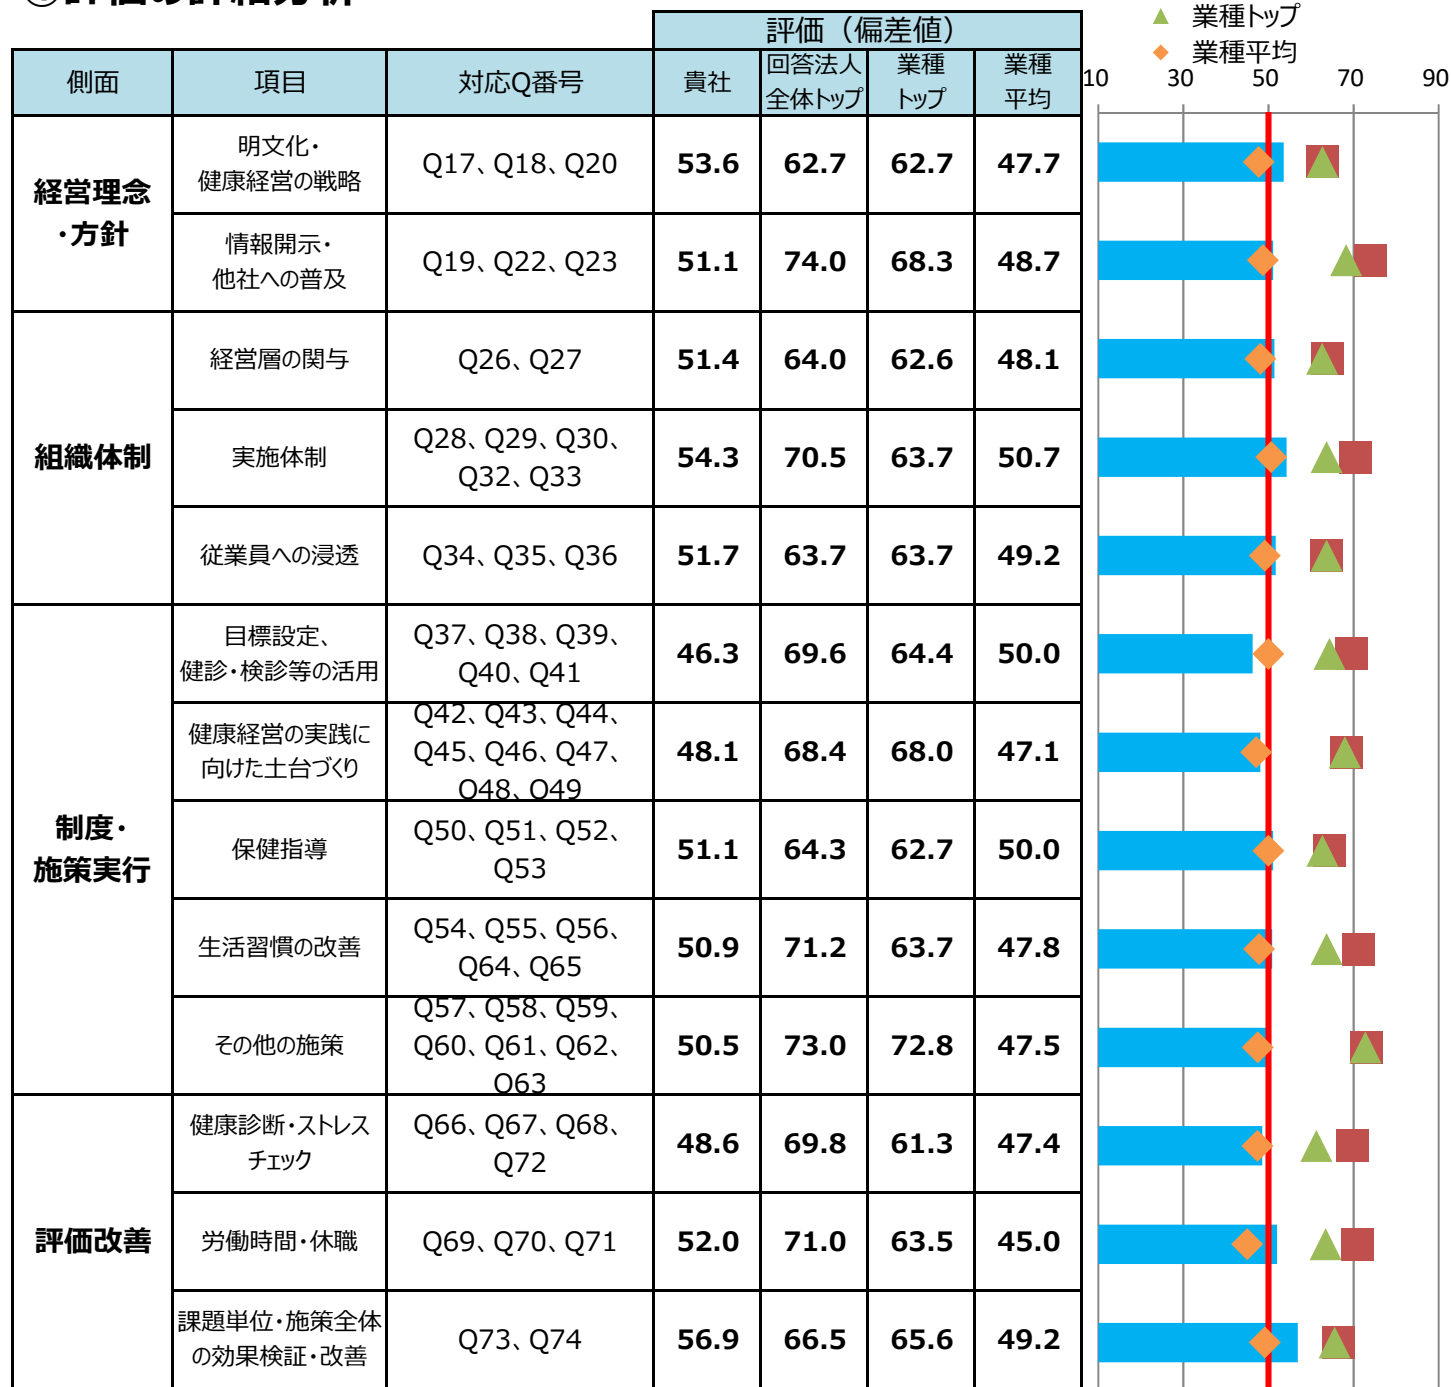 評価（偏差値）
▲ 業種トップ
◆ 業種平均
側面 項目 対応Q番号 貴社 回答法人 業種 業種
全体トップ トップ 平均
10 30 50 70 90
経営理念
・方針
明文化・
健康経営の戦略
Q17、Q18、Q20 53.6 62.7 62.7 47.7
情報開示・
他社への普及
Q19、Q22、Q23 51.1 74.0 68.3 48.7
組織体制
経営層の関与 Q26、Q27 51.4 64.0 62.6 48.1
実施体制
Q28、Q29、Q30、
Q32、Q33
54.3 70.5 63.7 50.7
従業員への浸透 Q34、Q35、Q36 51.7 63.7 63.7 49.2
制度・
施策実行
目標設定、
健診・検診等の活用
Q37、Q38、Q39、
Q40、Q41
46.3 69.6 64.4 50.0
健康経営の実践に
向けた土台づくり
Q42、Q43、Q44、
Q45、Q46、Q47、
Q48、Q49
48.1 68.4 68.0 47.1
保健指導
Q50、Q51、Q52、
Q53
51.1 64.3 62.7 50.0
生活習慣の改善
Q54、Q55、Q56、
Q64、Q65
50.9 71.2 63.7 47.8
その他の施策
Q57、Q58、Q59、
Q60、Q61、Q62、
Q63
50.5 73.0 72.8 47.5
評価改善
健康診断・ストレス
チェック
Q66、Q67、Q68、
Q72
48.6 69.8 61.3 47.4
労働時間・休職 Q69、Q70、Q71 52.0 71.0 63.5 45.0
課題単位・施策全体
の効果検証・改善
Q73、Q74 56.9 66.5 65.6 49.2